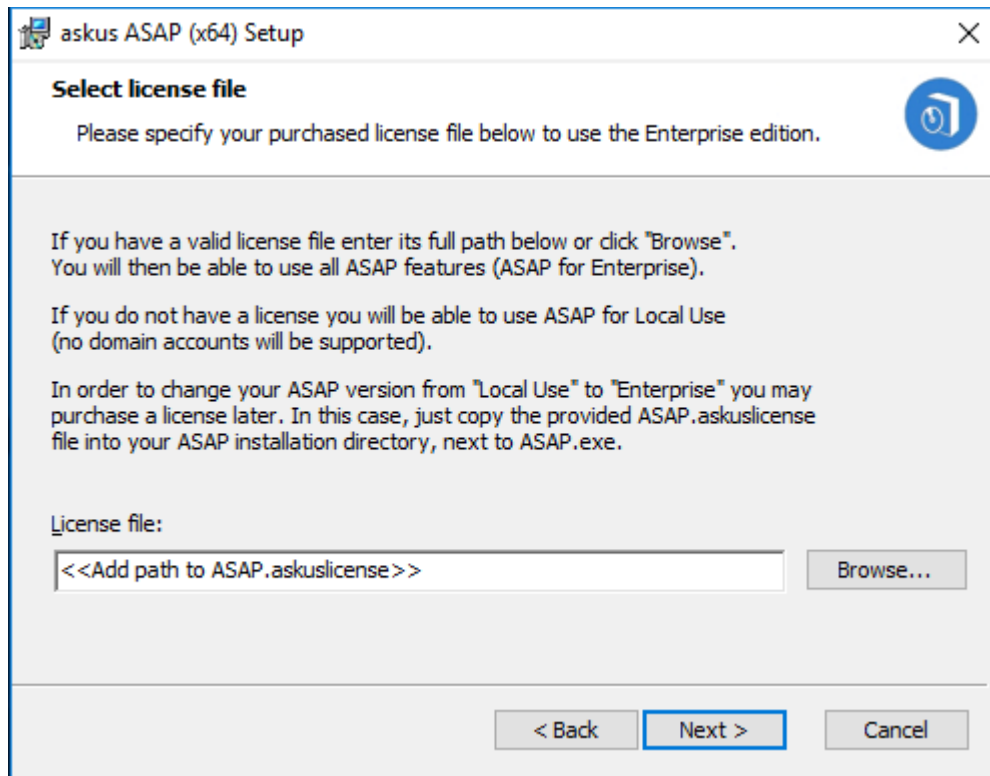 askus ASAP (x64) Setup
Select license file
Please specify your purchased license file below to use the Enterprise edition.
If you have a valid license file enter its full path below or click "Browse".
You will then be able to use all ASAP features (ASAP for Enterprise).
If you do not have a license you will be able to use ASAP for Local Use
(no domain accounts will be supported).
In order to change your ASAP version from "Local Use" to "Enterprise" you may
purchase a license later. In this case, just copy the provided ASAP.askuslicense
file into your ASAP installation directory, next to ASAP.exe.
License file:
<<Add path to ASAP.askuslicense>>
Browse...
< Back
Next >
Cancel